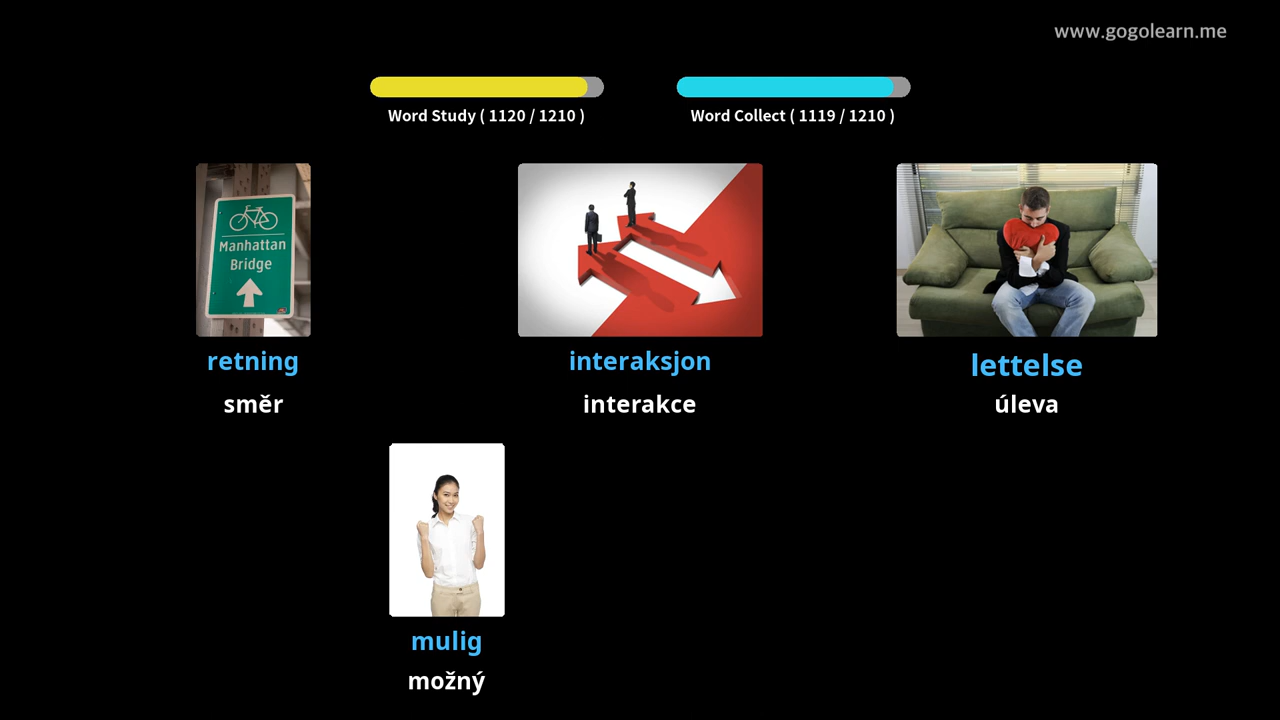 www.gogolearn.me
Word Study ( 1120 / 1210 )
Word Collect ( 1119 / 1210 )
Manhattan
Bridge
retning
interaksjon
lettelse
směr
interakce
úleva
mulig
možný